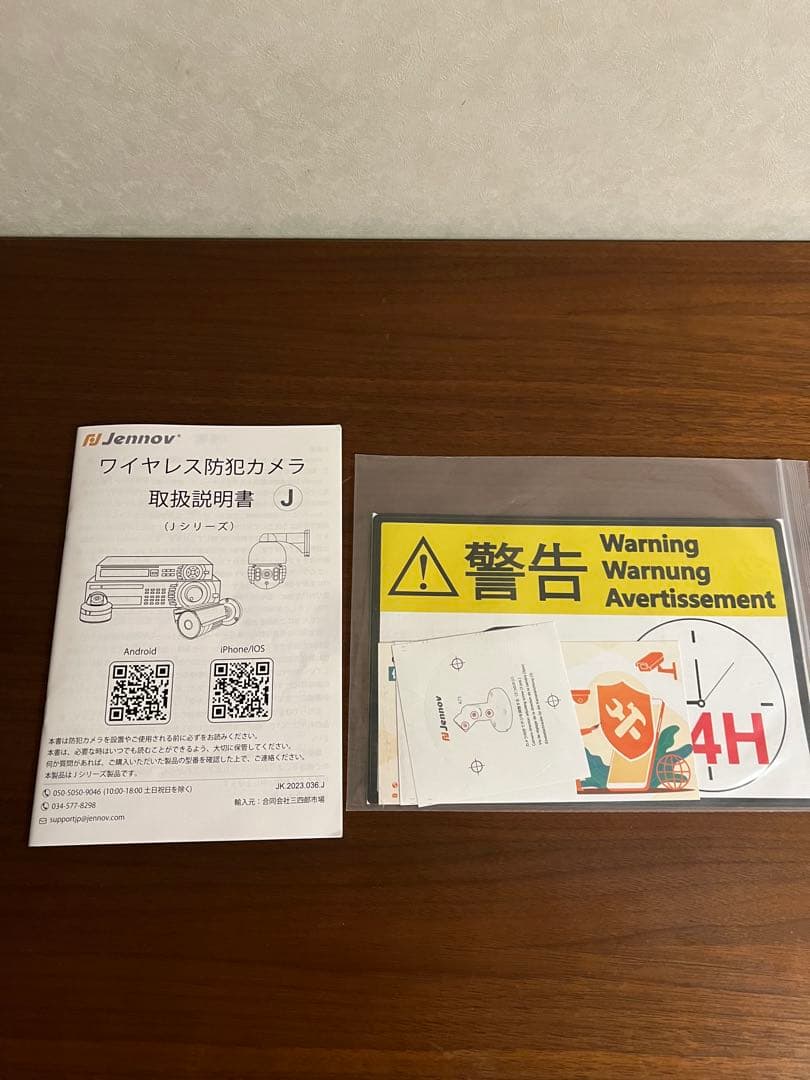 Jennov
ワイヤレス防犯カメラ
取扱説明書 J
(Jシリーズ)
Android
iPhone/IOS
本書は防犯カメラを設置やご使用される前に必ずをお読みください。
本書は、必要な時はいつでも読むことができるよう、大切に保管してください。
何か質問があれば、ご購入いただいた製品の型番を確認した上で、ご連絡ください。
本製品はJシリーズ製品です。
050-5050-9046 (10:00-18:00 土日祝日を除く)
JK.2023.036.J
034-577-8298
輸入元：合同会社三四郎市場
supportjp@jennov.com
警告
Warning
Warnung
Avertissement
4H
Jennov